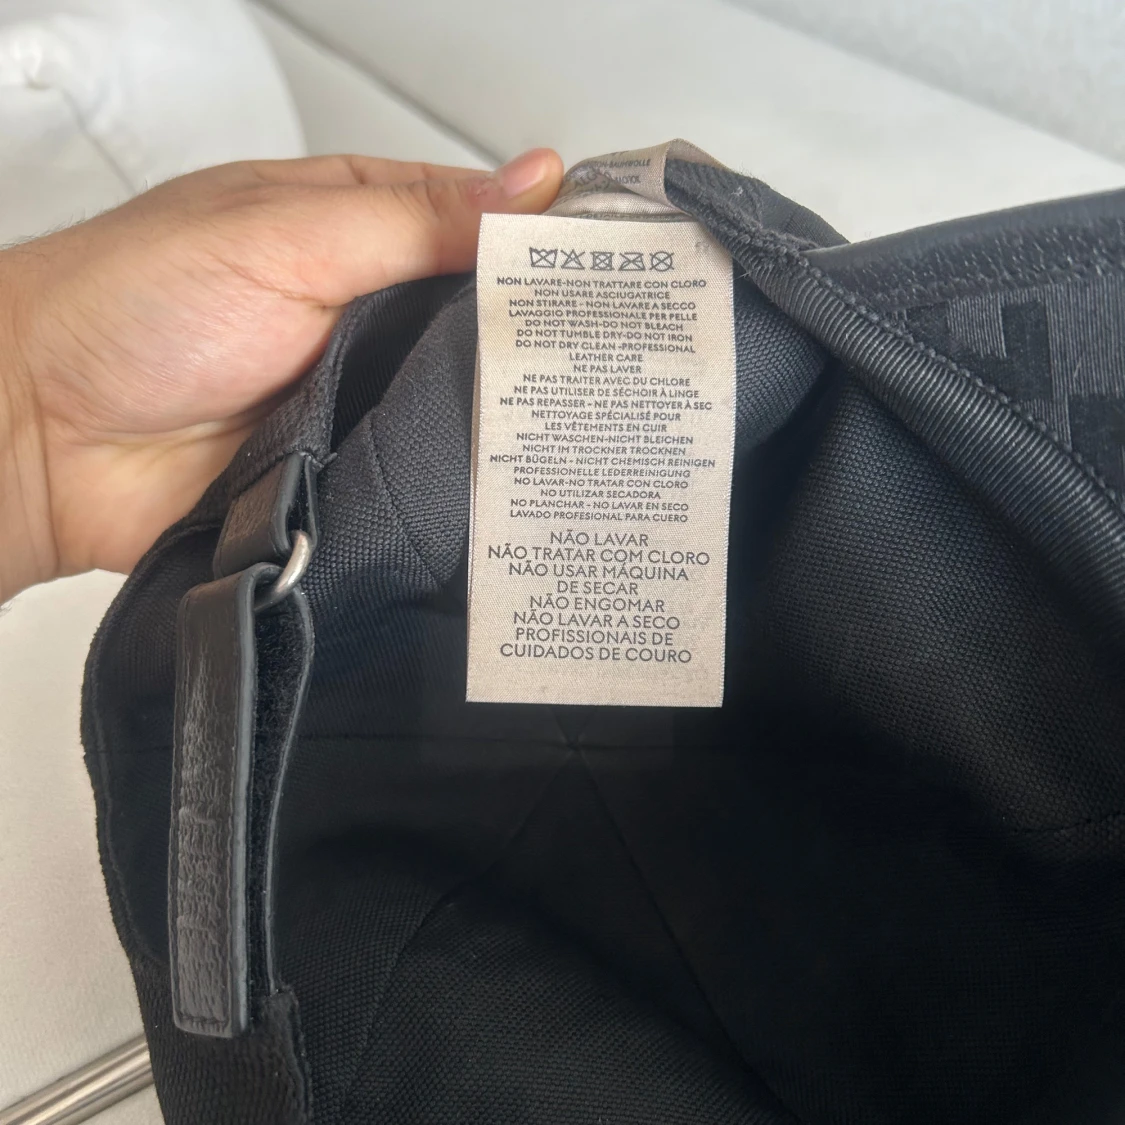 BAUMWOLLE
NON LAVARE-NON TRATTARE CON CLORO
NON USARE ASCIUGATRICE
NON STIRARE - NON LAVARE A SECCO
LAVAGGIO PROFESSIONALE PER PELLE
DO NOT WASH-DO NOT BLEACH
DO NOT TUMBLE DRY-DO NOT IRON
DO NOT DRY CLEAN -PROFESSIONAL
LEATHER CARE
NE PAS LAVER
NE PAS TRAITER AVEC DU CHLORE
NE PAS UTILISER DE SÉCHOIR À LINGE
NE PAS REPASSER - NE PAS NETTOYER À SEC
NETTOYAGE SPÉCIALISÉ POUR
LES VÊTEMENTS EN CUIR
NICHT WASCHEN-NICHT BLEICHEN
NICHT IM TROCKNER TROCKNEN
NICHT BÜGELN - NICHT CHEMISCH REINIGEN
PROFESSIONELLE LEDERREINIGUNG
NO LAVAR-NO TRATAR CON CLORO
NO UTILIZAR SECADORA
NO PLANCHAR - NO LAVAR EN SECO
LAVADO PROFESIONAL PARA CUERO
NÃO LAVAR
NÃO TRATAR COM CLORO
NÃO USAR MÁQUINA
DE SECAR
NÃO ENGOMAR
NÃO LAVAR A SECO
PROFISSIONAIS DE
CUIDADOS DE COURO